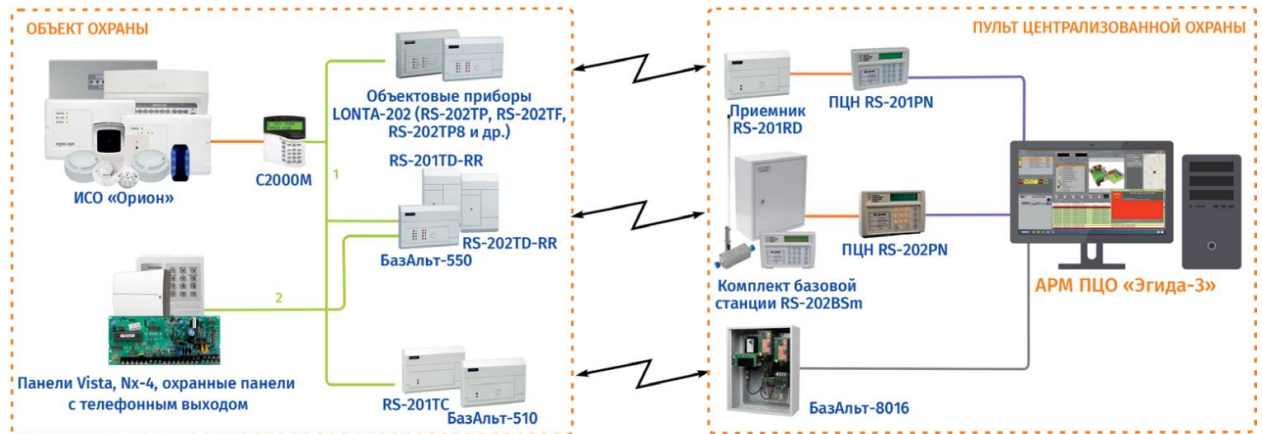 ОБЪЕКТ ОХРАНЫ
ИСО «Орион»
С2000М
Объектовые приборы
LONTA-202 (RS-202TP, RS-202TF,
RS-202TP8 и др.)
RS-201TD-RR
1
RS-202TD-RR
БазАльт-550
2
Панели Vista, Nx-4, охранные панели
с телефонным выходом
RS-201TC
БазАльт-510
ПУЛЬТ ЦЕНТРАЛИЗОВАННОЙ ОХРАНЫ
Приемник
RS-201RD
ПЦН RS-201PN
ПЦН RS-202PN
Комплект базовой
станции RS-202BSm
АРМ ПЦО «Эгида-3»
БазАльт-8016